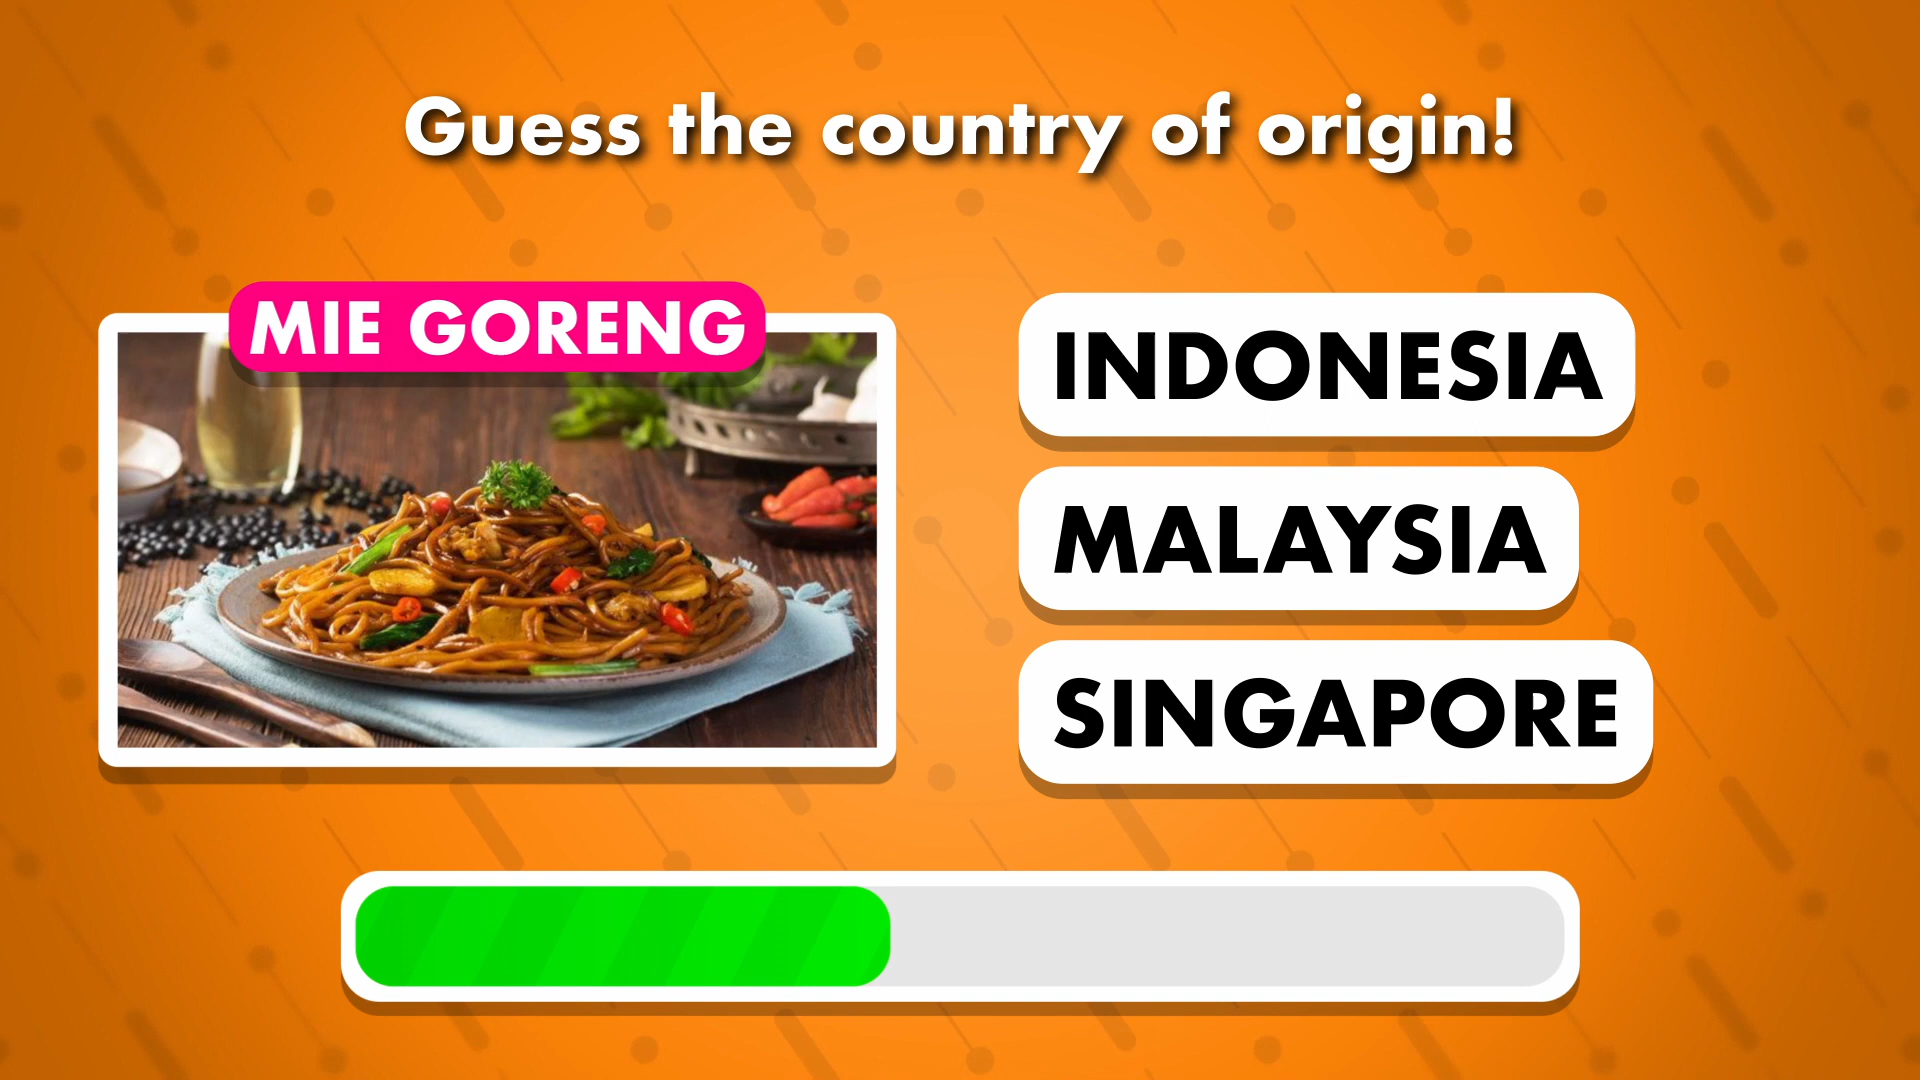 Guess the country of origin!
MIE GORENG
INDONESIA
MALAYSIA
SINGAPORE